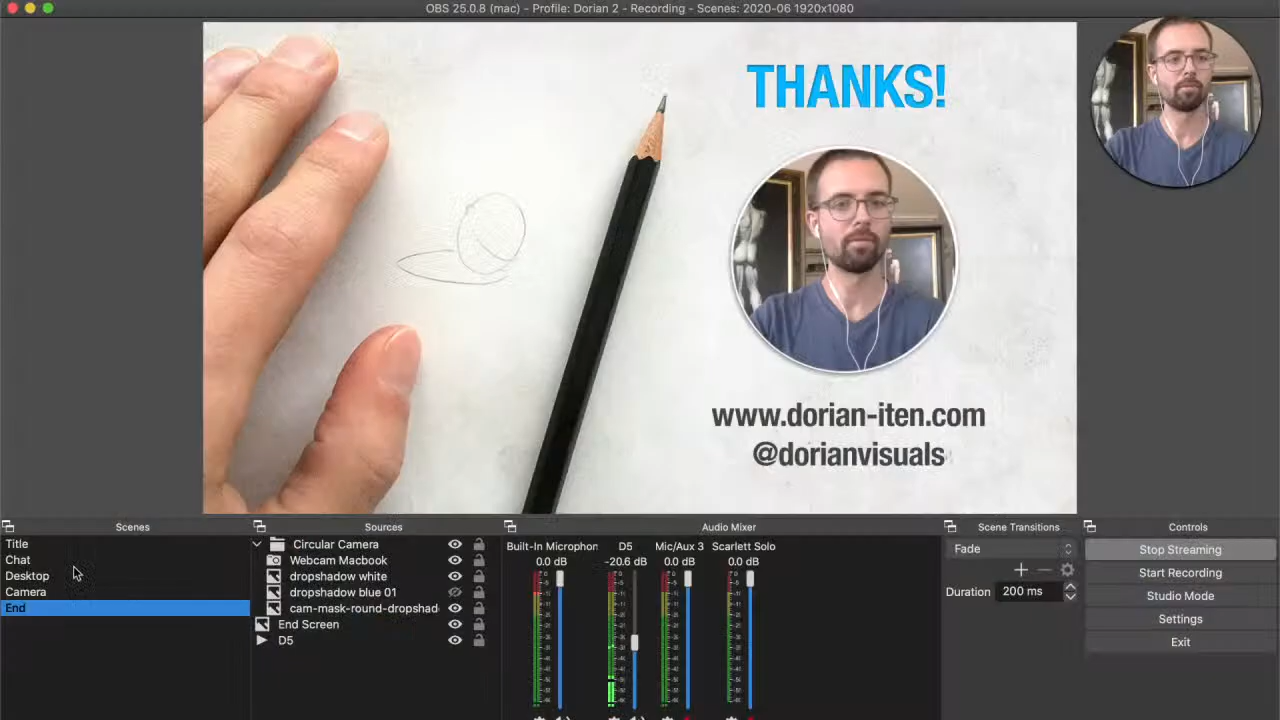 OBS 25.0.8 (mac) - Profile: Dorian 2 - Recording - Scenes: 2020-06 1920x1080
THANKS!
www.dorian-iten.com
@dorianvisuals
Scenes
Title
Chat
Desktop
Camera
End
Sources
Circular Camera
Webcam Macbook
dropshadow white
dropshadow blue 01
cam-mask-round-dropshad
End Screen
D5
Audio Mixer
Built-In Microphon D5 Mic/Aux 3 Scarlett Solo
0.0 dB -20.6 dB 0.0 dB 0.0 dB
Scene Transitions
Fade
Duration 200 ms
Controls
Stop Streaming
Start Recording
Studio Mode
Settings
Exit